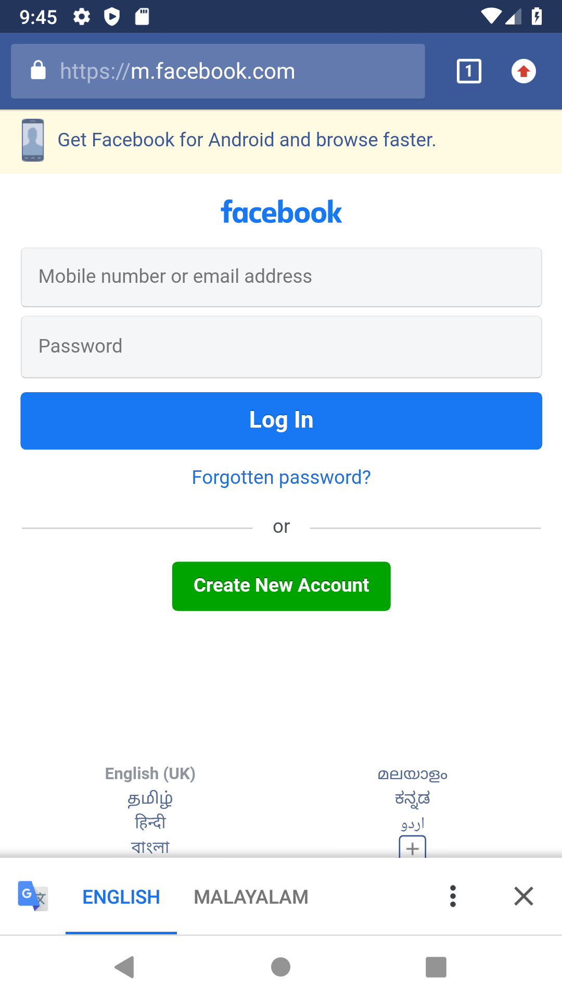 9:45
https://m.facebook.com
1
Get Facebook for Android and browse faster.
facebook
Mobile number or email address
Password
Log In
Forgotten password?
or
Create New Account
English (UK)
മലയാളം
தமிழ்
ಕನ್ನಡ
हिन्दी
اردو
বাংলা
+
G 文
ENGLISH MALAYALAM